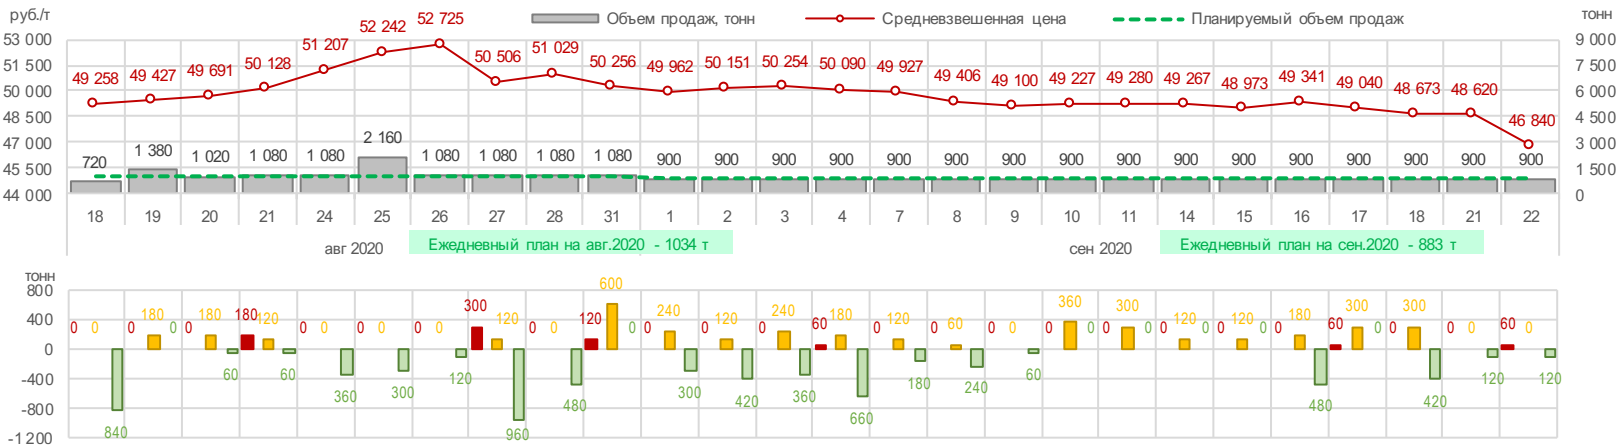 руб./т
Объем продаж, тонн
Средневзвешенная цена
Планируемый объем продаж
тонн
53 000
51 500
50 000
48 500
47 000
45 500
44 000
9 000
7 500
6 000
4 500
3 000
1 500
0
49 258 49 427 49 691 50 128 51 207 52 242 52 725 50 506 51 029 50 256 49 962 50 151 50 254 50 090 49 927 49 406 49 100 49 227 49 280 49 267 48 973 49 341 49 040 48 673 48 620 46 840
720 1 380 1 020 1 080 1 080 2 160 1 080 1 080 1 080 1 080 900 900 900 900 900 900 900 900 900 900 900 900 900 900 900 900
18 19 20 21 24 25 26 27 28 31 1 2 3 4 7 8 9 10 11 14 15 16 17 18 21 22
авг 2020
Ежедневный план на авг.2020 - 1034 т
сен 2020
Ежедневный план на сен.2020 - 883 т
тонн
800
400
0
-400
-800
-1 200
0 0 840
0 180 0
0 180 60
180 120 60
0 0 360
0 0 300
0 0 120
300 120 960
0 0 480
120 600 0
0 240 300
0 120 420
0 240 360
60 180 660
0 120 180
0 60 240
0 0 60
0 360 0
0 300 0
0 120 0
0 120 0
0 180 480
60 300 0
0 300 420
0 0 120
60 0 120